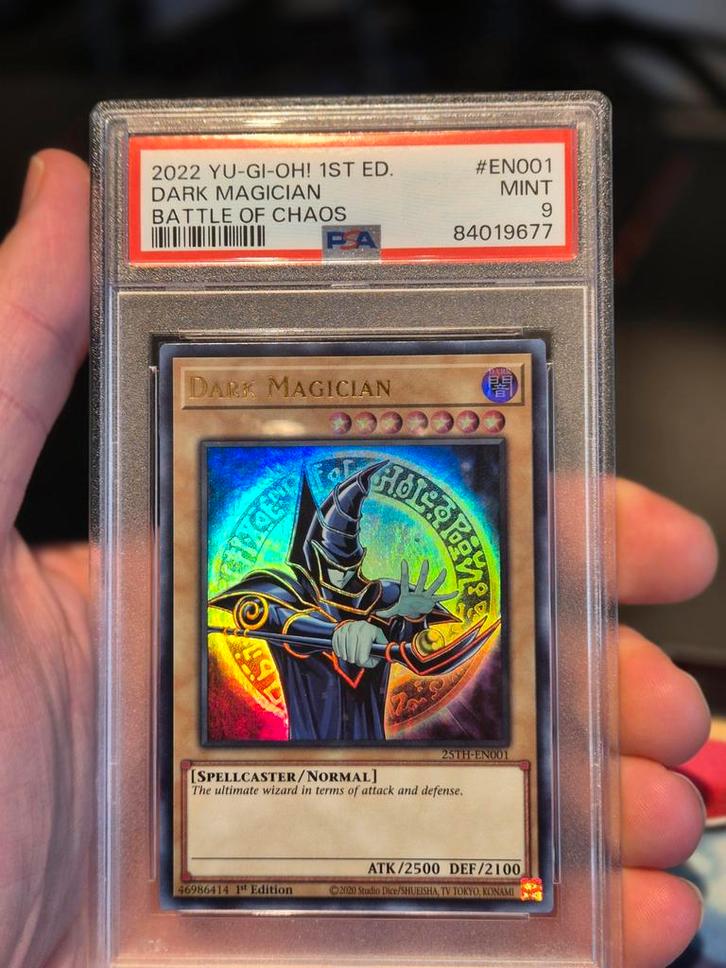 2022 YU-GI-OH! 1ST ED. #EN001
DARK MAGICIAN MINT
BATTLE OF CHAOS 9
PSA 84019677
DARK MAGICIAN
DARK
闇
25TH-EN001
[SPELLCASTER/NORMAL]
The ultimate wizard in terms of attack and defense.
ATK/2500 DEF/2100
46986414 1st Edition ©2020 Studio Dice/SHUEISHA, TV TOKYO, KONAMI